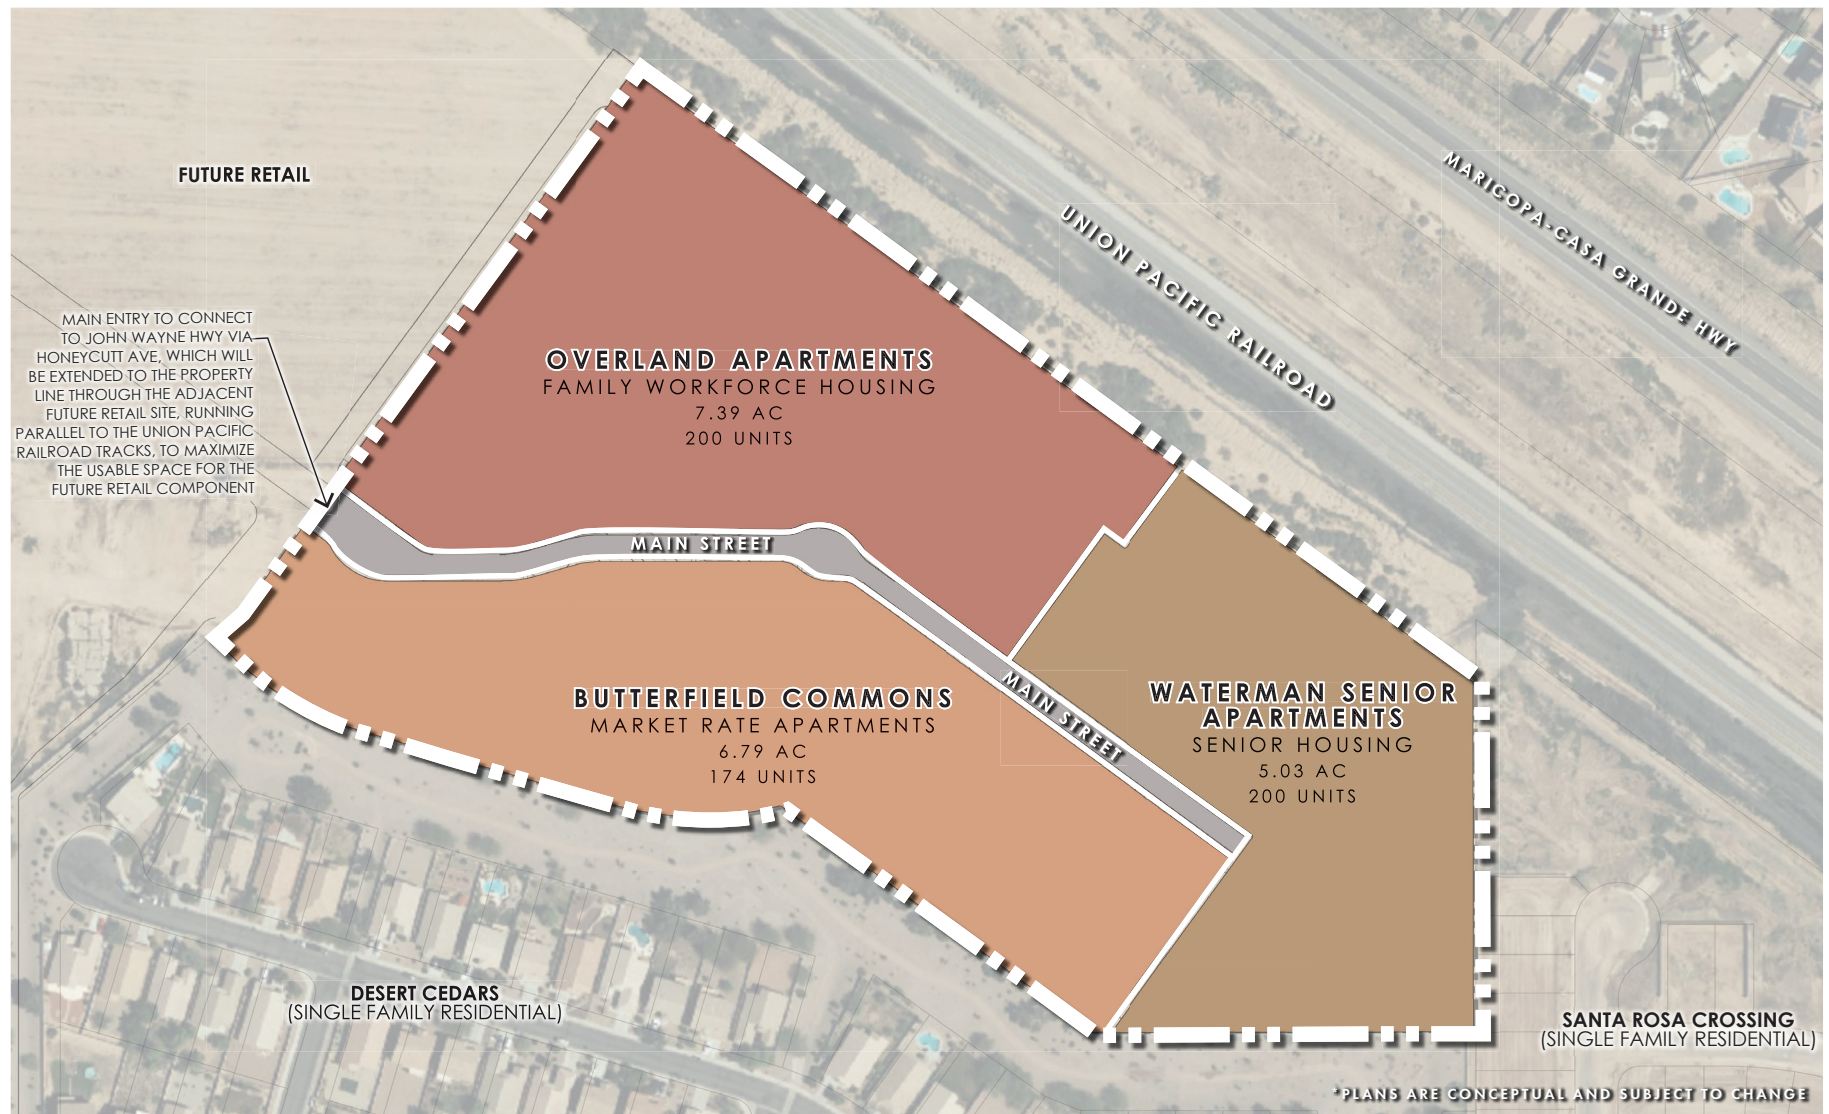 FUTURE RETAIL
MARICOPA-CASA GRANDE HWY
UNION PACIFIC RAILROAD
MAIN ENTRY TO CONNECT
TO JOHN WAYNE HWY VIA
HONEYCUTT AVE, WHICH WILL
BE EXTENDED TO THE PROPERTY
LINE THROUGH THE ADJACENT
FUTURE RETAIL SITE, RUNNING
PARALLEL TO THE UNION PACIFIC
RAILROAD TRACKS, TO MAXIMIZE
THE USABLE SPACE FOR THE
FUTURE RETAIL COMPONENT
OVERLAND APARTMENTS
FAMILY WORKFORCE HOUSING
7.39 AC
200 UNITS
MAIN STREET
BUTTERFIELD COMMONS
MARKET RATE APARTMENTS
6.79 AC
174 UNITS
MAIN STREET
WATERMAN SENIOR
APARTMENTS
SENIOR HOUSING
5.03 AC
200 UNITS
DESERT CEDARS
(SINGLE FAMILY RESIDENTIAL)
SANTA ROSA CROSSING
(SINGLE FAMILY RESIDENTIAL)
*PLANS ARE CONCEPTUAL AND SUBJECT TO CHANGE